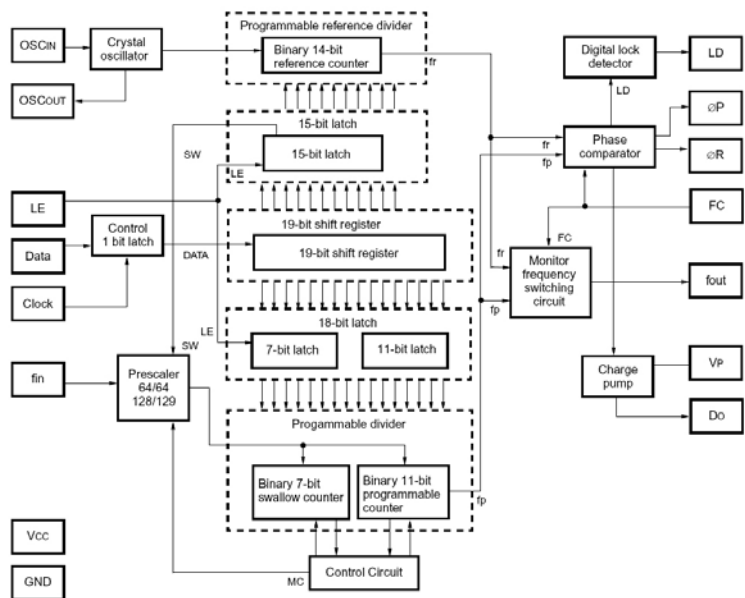 Programmable reference divider
OSCIN
Crystal
oscillator
Binary 14-bit
reference counter
fr
Digital lock
detector
LD
OSCOUT
LD
15-bit latch
15-bit latch
SW
LE
fr
fp
Phase
comparator
øP
øR
LE
Control
1 bit latch
19-bit shift register
19-bit shift register
DATA
FC
FC
Data
Clock
fr
fp
Monitor
frequency
switching
circuit
fout
18-bit latch
LE
7-bit latch
11-bit latch
SW
fin
Prescaler
64/64
128/129
Charge
pump
VP
DO
Progammable divider
Binary 7-bit
swallow counter
Binary 11-bit
programmable
counter
fp
VCC
GND
MC
Control Circuit